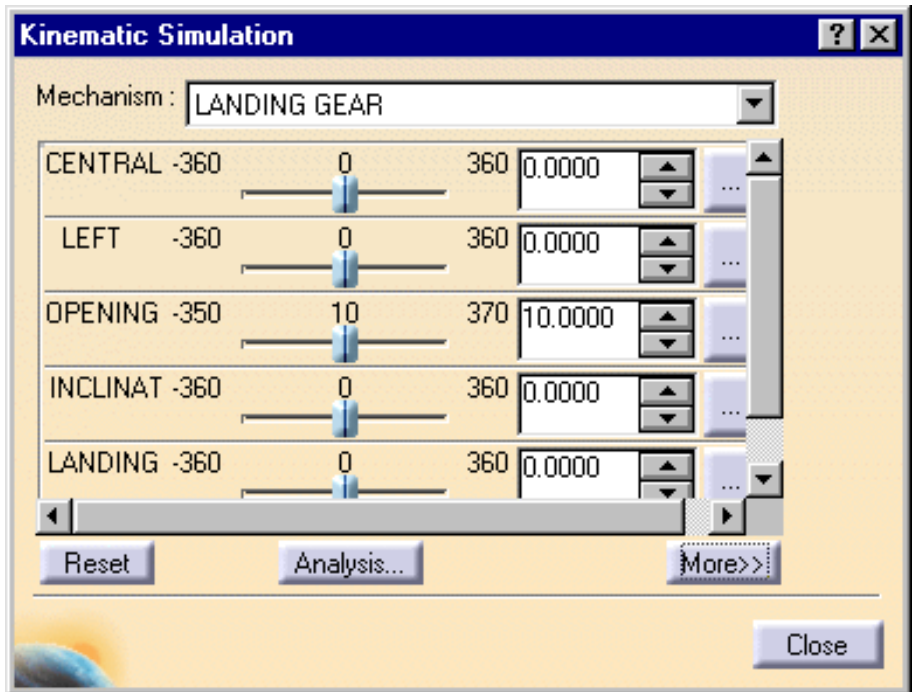 Kinematic Simulation ? X
Mechanism : LANDING GEAR
CENTRAL -360 0 360 0.0000 ...
LEFT -360 0 360 0.0000 ...
OPENING -350 10 370 10.0000 ...
INCLINAT -360 0 360 0.0000 ...
LANDING -360 0 360 0.0000 ...
Reset Analysis... More>>
Close